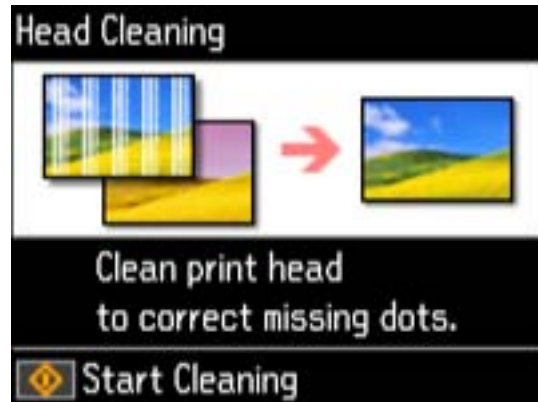 Head Cleaning
Clean print head
to correct missing dots.
Start Cleaning